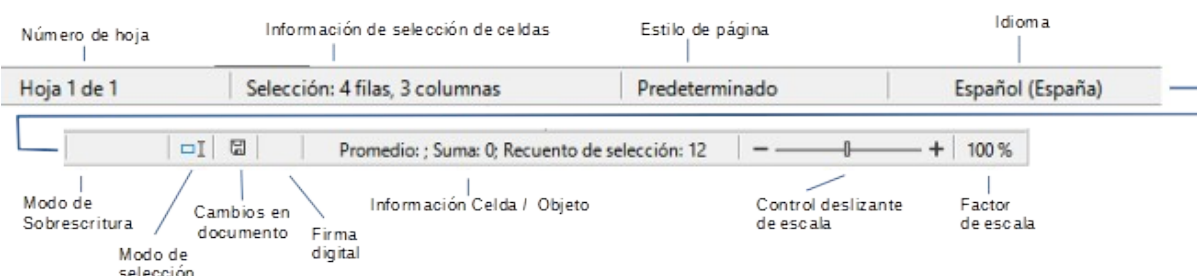 Número de hoja
Información de selección de celdas
Estilo de página
Idioma
Hoja 1 de 1
Selección: 4 filas, 3 columnas
Predeterminado
Español (España)
Promedio: ; Suma: 0; Recuento de selección: 12
100 %
Modo de
Sobrescritura
Modo de
selección
Cambios en
documento
Firma
digital
Información Celda / Objeto
Control deslizante
de escala
Factor
de escala